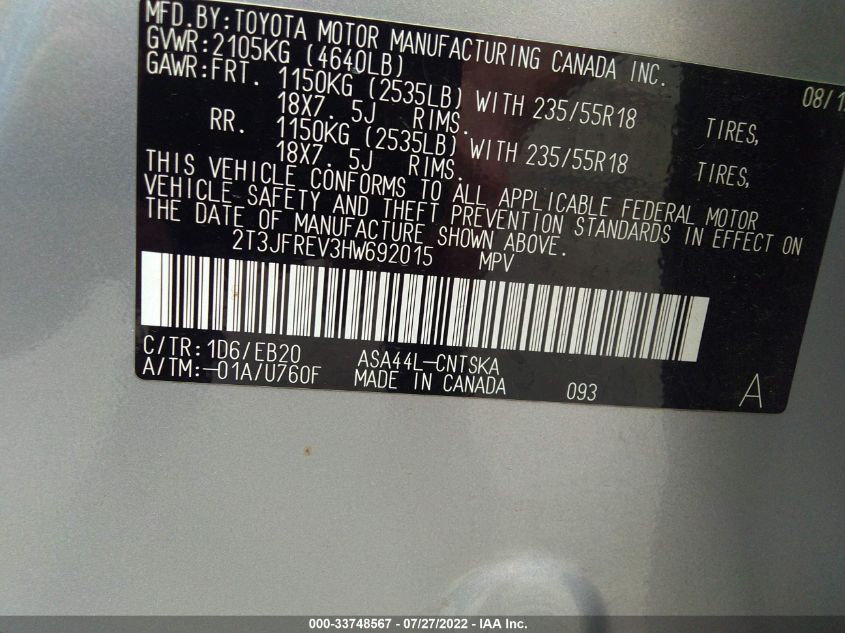 MFD.BY:TOYOTA MOTOR MANUFACTURING CANADA INC.
GVWR:2105KG (4640LB)
08/1
GAWR:FRT. 1150KG (2535LB) WITH 235/55R18 TIRES,
18X7. 5J RIMS.
RR. 1150KG (2535LB) WITH 235/55R18 TIRES,
18X7. 5J RIMS.
THIS VEHICLE CONFORMS TO ALL APPLICABLE FEDERAL MOTOR
VEHICLE SAFETY AND THEFT PREVENTION STANDARDS IN EFFECT ON
THE DATE OF MANUFACTURE SHOWN ABOVE.
2T3JFREV3HW692015 MPV
C/TR:1D6/EB20 ASA44L-CNTSKA
A/TM:-01A/U760F MADE IN CANADA 093 A
000-33748567 - 07/27/2022 - IAA Inc.